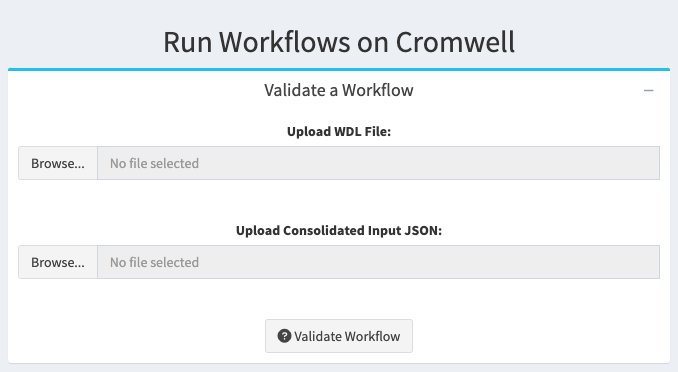 Run Workflows on Cromwell
Validate a Workflow
Upload WDL File:
Browse... No file selected
Upload Consolidated Input JSON:
Browse... No file selected
Validate Workflow